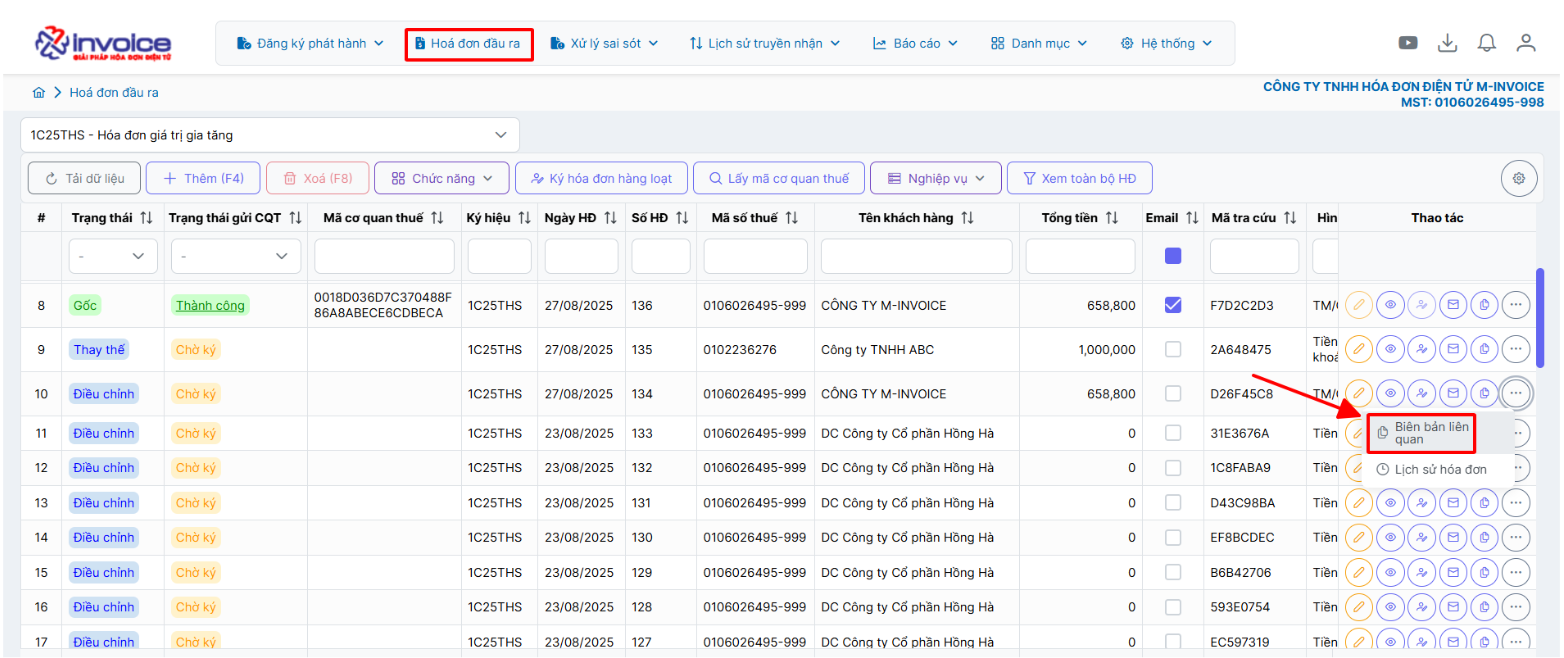 invoice
GIẢI PHÁP HÓA ĐƠN ĐIỆN TỬ
Đăng ký phát hành
Hoá đơn đầu ra
Xử lý sai sót
Lịch sử truyền nhận
Báo cáo
Danh mục
Hệ thống
Hoá đơn đầu ra
CÔNG TY TNHH HÓA ĐƠN ĐIỆN TỬ M-INVOICE
MST: 0106026495-998
1C25THS - Hóa đơn giá trị gia tăng
Tải dữ liệu
Thêm (F4)
Xoá (F8)
Chức năng
Ký hóa đơn hàng loạt
Lấy mã cơ quan thuế
Nghiệp vụ
Xem toàn bộ HĐ
# Trạng thái Trạng thái gửi CQT Mã cơ quan thuế Ký hiệu Ngày HĐ Số HĐ Mã số thuế Tên khách hàng Tổng tiền Email Mã tra cứu Hìn Thao tác
- -
8 Gốc Thành công 0018D036D7C370488F 1C25THS 27/08/2025 136 0106026495-999 CÔNG TY M-INVOICE 658,800 F7D2C2D3 TM/
86A8ABECE6CDBECA
9 Thay thế Chờ ký 1C25THS 27/08/2025 135 0102236276 Công ty TNHH ABC 1,000,000 2A648475 Tiền
khoả
10 Điều chỉnh Chờ ký 1C25THS 27/08/2025 134 0106026495-999 CÔNG TY M-INVOICE 658,800 D26F45C8 TM/
11 Điều chỉnh Chờ ký 1C25THS 23/08/2025 133 0106026495-999 DC Công ty Cổ phần Hồng Hà 0 31E3676A Tiền
Biên bản liên
quan
12 Điều chỉnh Chờ ký 1C25THS 23/08/2025 132 0106026495-999 DC Công ty Cổ phần Hồng Hà 0 1C8FABA9 Tiền
Lịch sử hóa đơn
13 Điều chỉnh Chờ ký 1C25THS 23/08/2025 131 0106026495-999 DC Công ty Cổ phần Hồng Hà 0 D43C98BA Tiền
14 Điều chỉnh Chờ ký 1C25THS 23/08/2025 130 0106026495-999 DC Công ty Cổ phần Hồng Hà 0 EF8BCDEC Tiền
15 Điều chỉnh Chờ ký 1C25THS 23/08/2025 129 0106026495-999 DC Công ty Cổ phần Hồng Hà 0 B6B42706 Tiền
16 Điều chỉnh Chờ ký 1C25THS 23/08/2025 128 0106026495-999 DC Công ty Cổ phần Hồng Hà 0 593E0754 Tiền
17 Điều chỉnh Chờ ký 1C25THS 23/08/2025 127 0106026495-999 DC Công ty Cổ phần Hồng Hà 0 EC597319 Tiền